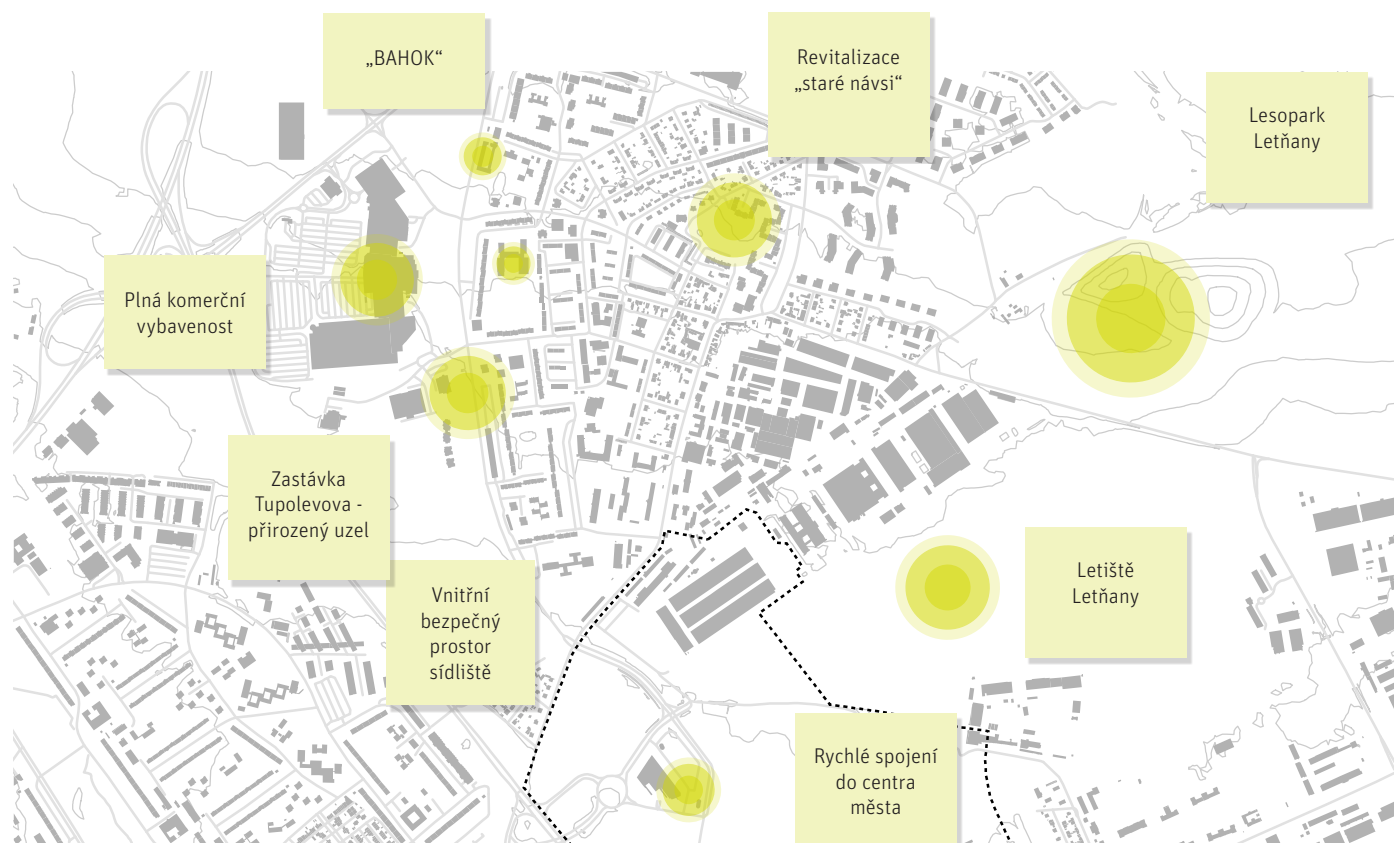 „BAHOK“
Revitalizace
„staré návsi“
Lesopark
Letňany
Plná komerční
vybavenost
Zastávka
Tupolevova -
přirozený uzel
Vnitřní
bezpečný
prostor
sídliště
Letiště
Letňany
Rychlé spojení
do centra
města